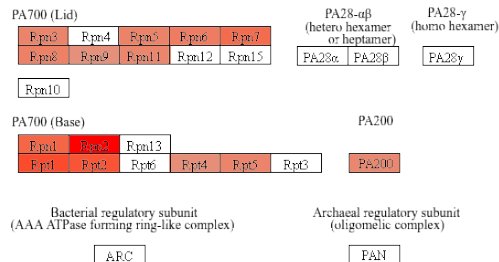 PA700 (Lid)
PA28-αβ
(hetero hexamer
or heptamer)
PA28-γ
(homo hexamer)
Rpn3 Rpn4 Rpn5 Rpn6 Rpn7
Rpn8 Rpn9 Rpn11 Rpn12 Rpn15
PA28α PA28β
PA28γ
Rpn10
PA700 (Base)
PA200
Rpn1 Rpn2 Rpn13
Rpt1 Rpt2 Rpt6 Rpt4 Rpt5 Rpt3
PA200
Bacterial regulatory subunit
(AAA ATPase forming ring-like complex)
Archaeal regulatory subunit
(oligomelic complex)
ARC
PAN